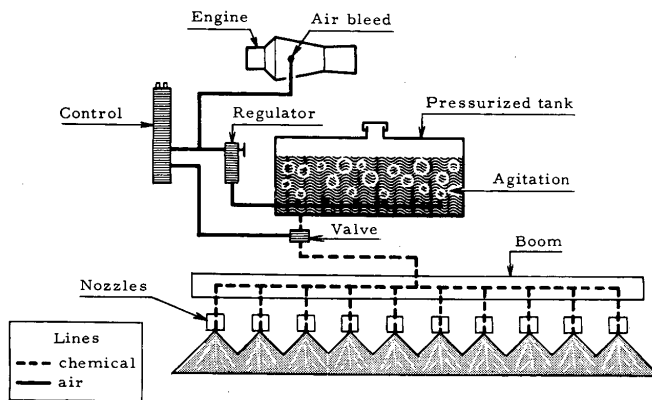 Engine
Air bleed
Control
Regulator
Pressurized tank
Agitation
Valve
Boom
Nozzles
Lines
chemical
air